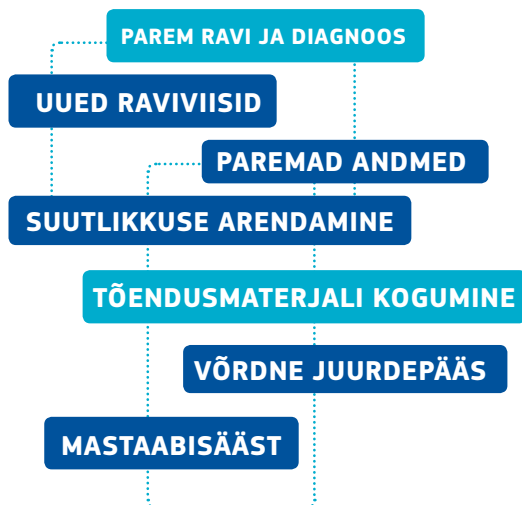 PAREM RAVI JA DIAGNOOS
UUED RAVIVIISID
PAREMAD ANDMED
SUUTLIKKUSE ARENDAMINE
TÕENDUSMATERJALI KOGUMINE
VÕRDNE JUURDEPÄÄS
MASTAABISÄÄST